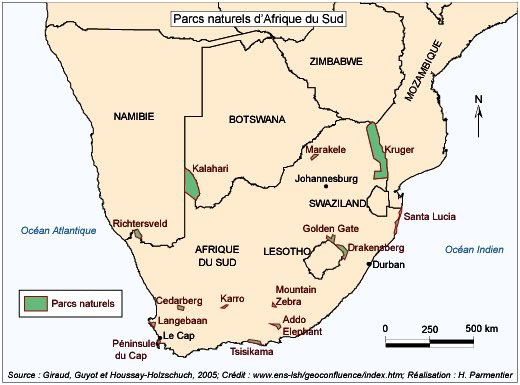 Parcs naturels d'Afrique du Sud
ZIMBABWE
MOZAMBIQUE
NAMIBIE
BOTSWANA
N
Marakele
Kruger
Kalahari
Johannesburg
SWAZILAND
Santa Lucia
Richtersveld
Océan Atlantique
Golden Gate
AFRIQUE
DU SUD
LESOTHO
Drakensberg
Océan Indien
Durban
Parcs naturels
Cedarberg
Karro
Mountain
Zebra
Langebaan
Addo
Elenhant
Péninsule
du Cap
Le Cap
Tsisikama
0 250 500 km
Source : Giraud, Guyot et Houssay-Holzschuch, 2005; Crédit : www.ens-lsh/geoconfluence/index.htm; Réalisation : H. Parmentier